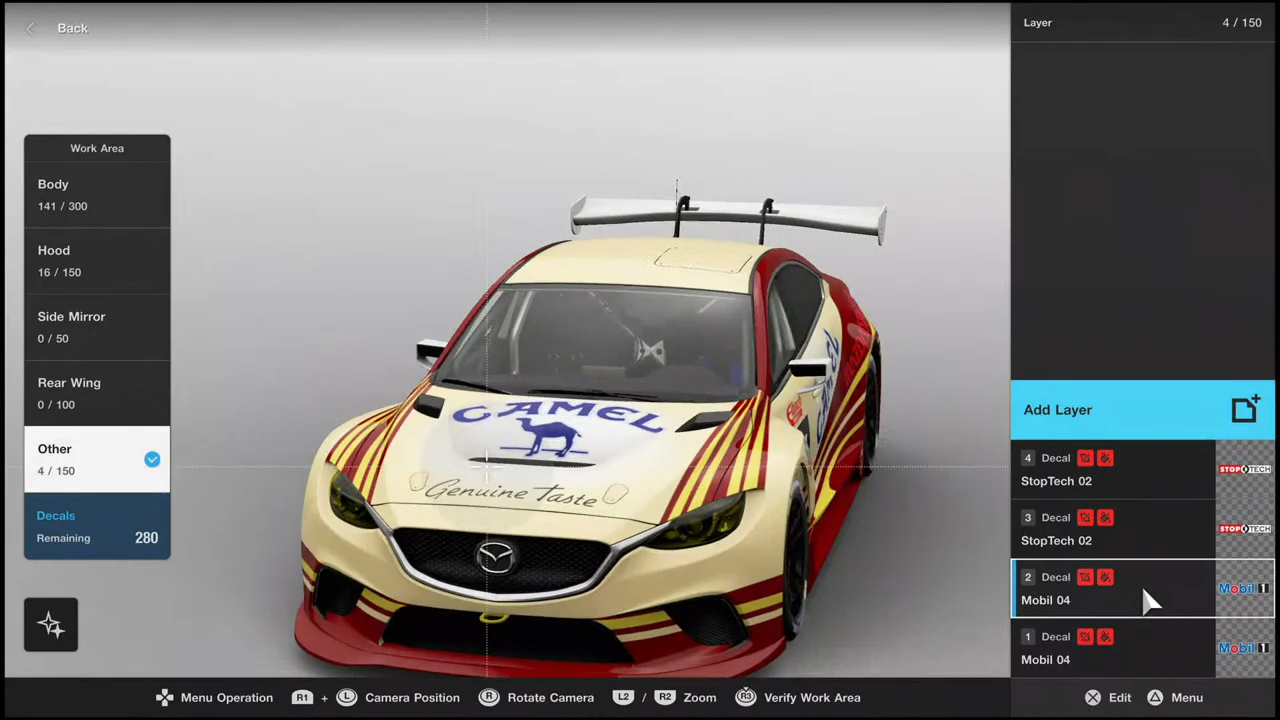 Back
Layer
4 / 150
Work Area
Body
141 / 300
Hood
16 / 150
Side Mirror
0 / 50
Rear Wing
0 / 100
Other
4 / 150
Decals
Remaining 280
CAMEL
Genuine Taste
CAMEL
Add Layer
4 Decal
StopTech 02
STOPTECH
3 Decal
StopTech 02
STOPTECH
2 Decal
Mobil 04
Mobil 1
1 Decal
Mobil 04
Mobil 1
Menu Operation
R1 + L Camera Position
R Rotate Camera
L2 / R2 Zoom
R3 Verify Work Area
Edit
Menu